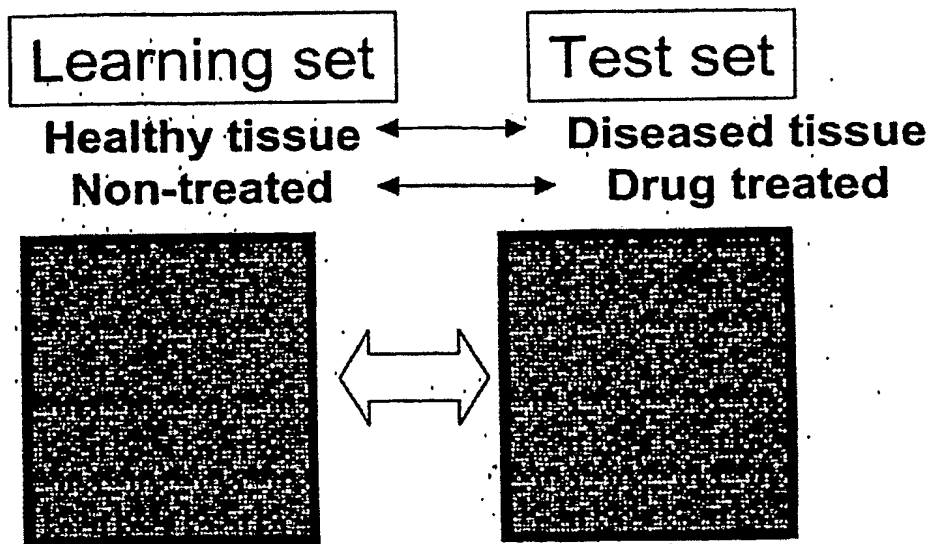 Learning set
Test set
Healthy tissue
Diseased tissue
Non-treated
Drug treated